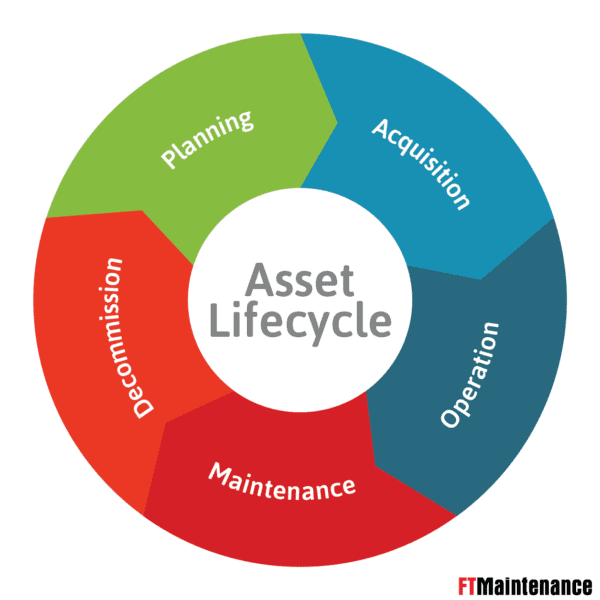 Planning
Acquisition
Operation
Maintenance
Decommission
Asset
Lifecycle
FTMaintenance